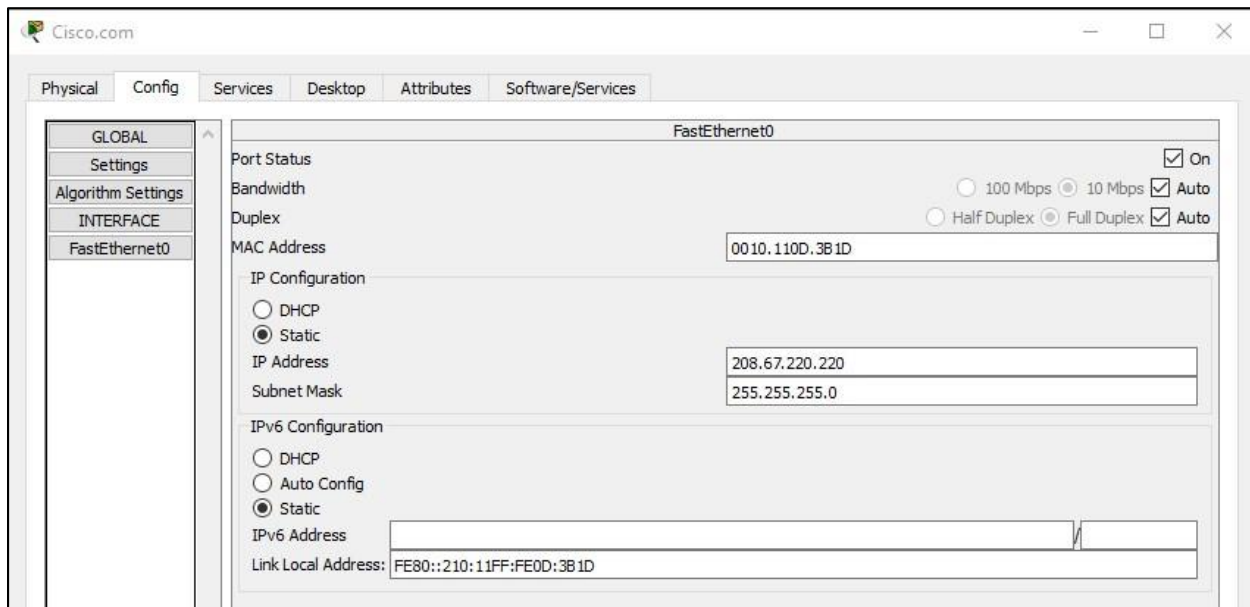 Cisco.com
Physical Config Services Desktop Attributes Software/Services
GLOBAL
Settings
Algorithm Settings
INTERFACE
FastEthernet0
FastEthernet0
Port Status On
Bandwidth 100 Mbps 10 Mbps Auto
Duplex Half Duplex Full Duplex Auto
MAC Address 0010.110D.3B1D
IP Configuration
DHCP
Static
IP Address 208.67.220.220
Subnet Mask 255.255.255.0
IPv6 Configuration
DHCP
Auto Config
Static
IPv6 Address /
Link Local Address: FE80::210:11FF:FE0D:3B1D